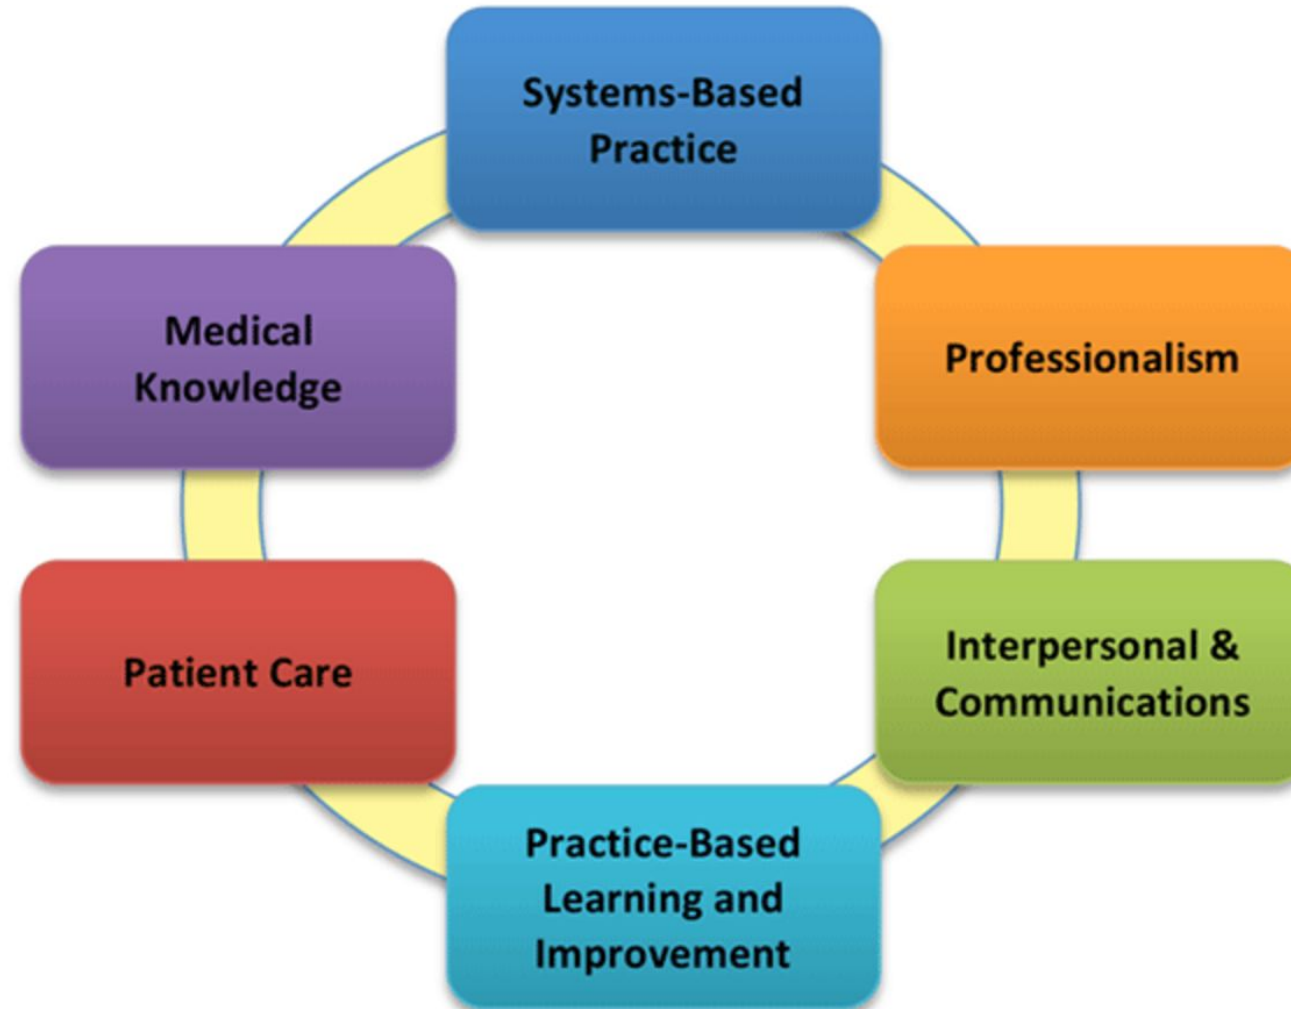 Systems-Based
Practice
Professionalism
Interpersonal &
Communications
Practice-Based
Learning and
Improvement
Patient Care
Medical
Knowledge